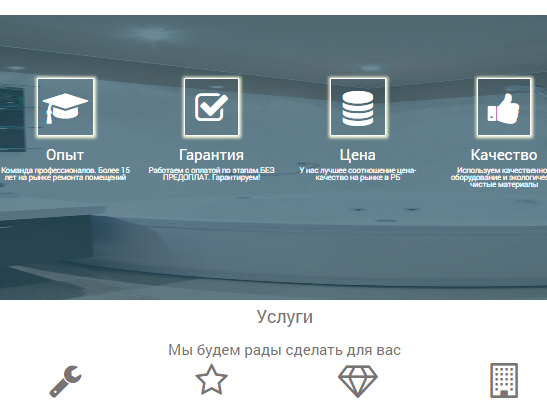 Опыт
Команда профессионалов. Более 15
лет на рынке ремонта помещений
Гарантия
Работаем с оплатой по этапам.БЕЗ
ПРЕДОПЛАТ. Гарантируем!
Цена
У нас лучшее соотношение цена-
качество на рынке в РБ
Качество
Используем качественно
оборудование и экологичес
чистые материалы
Услуги
Мы будем рады сделать для вас